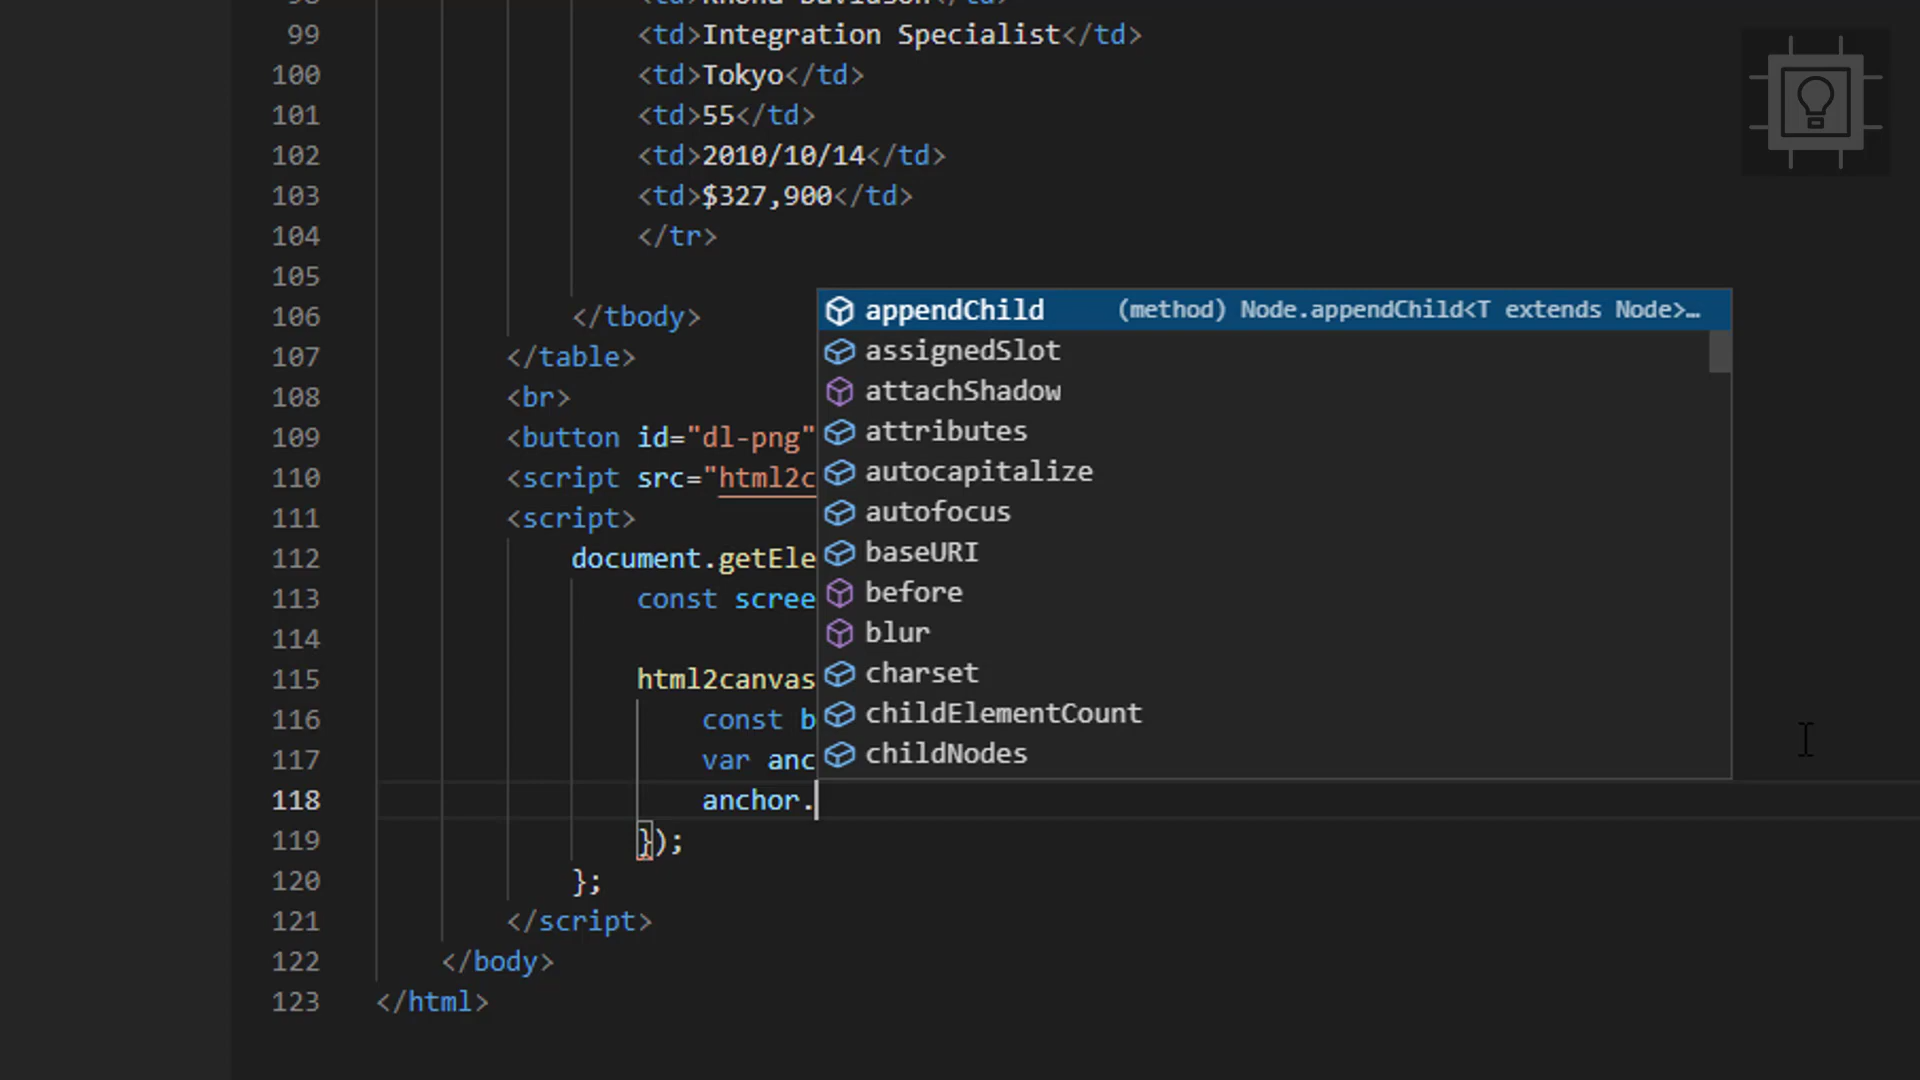 99 <td>Integration Specialist</td>
100 <td>Tokyo</td>
101 <td>55</td>
102 <td>2010/10/14</td>
103 <td>$327,900</td>
104 </tr>
105
106 </tbody>
107 </table>
108 <br>
109 <button id="dl-png"
110 <script src="html2c
111 <script>
112 document.getEle
113 const scree
114
115 html2canvas
116 const b
117 var anc
118 anchor.
119 });
120 };
121 </script>
122 </body>
123 </html>
appendChild (method) Node.appendChild<T extends Node>…
assignedSlot
attachShadow
attributes
autocapitalize
autofocus
baseURI
before
blur
charset
childElementCount
childNodes